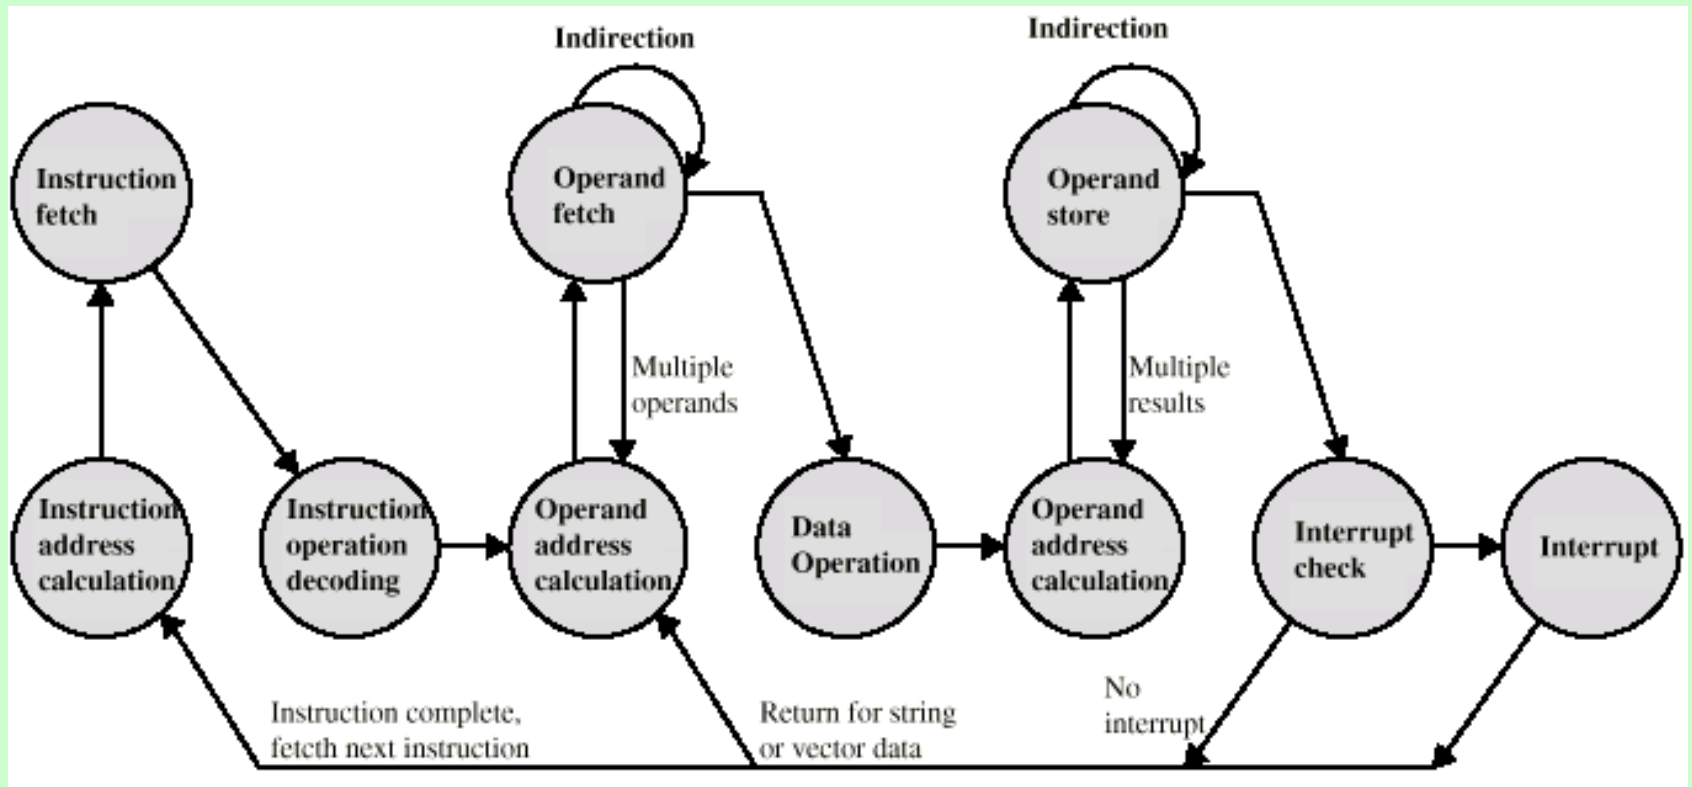 Indirection
Indirection
Instruction
fetch
Operand
fetch
Operand
store
Multiple
operands
Multiple
results
Instruction
address
calculation
Instruction
operation
decoding
Operand
address
calculation
Data
Operation
Operand
address
calculation
Interrupt
check
Interrupt
Instruction complete,
fetcth next instruction
Return for string
or vector data
No
interrupt